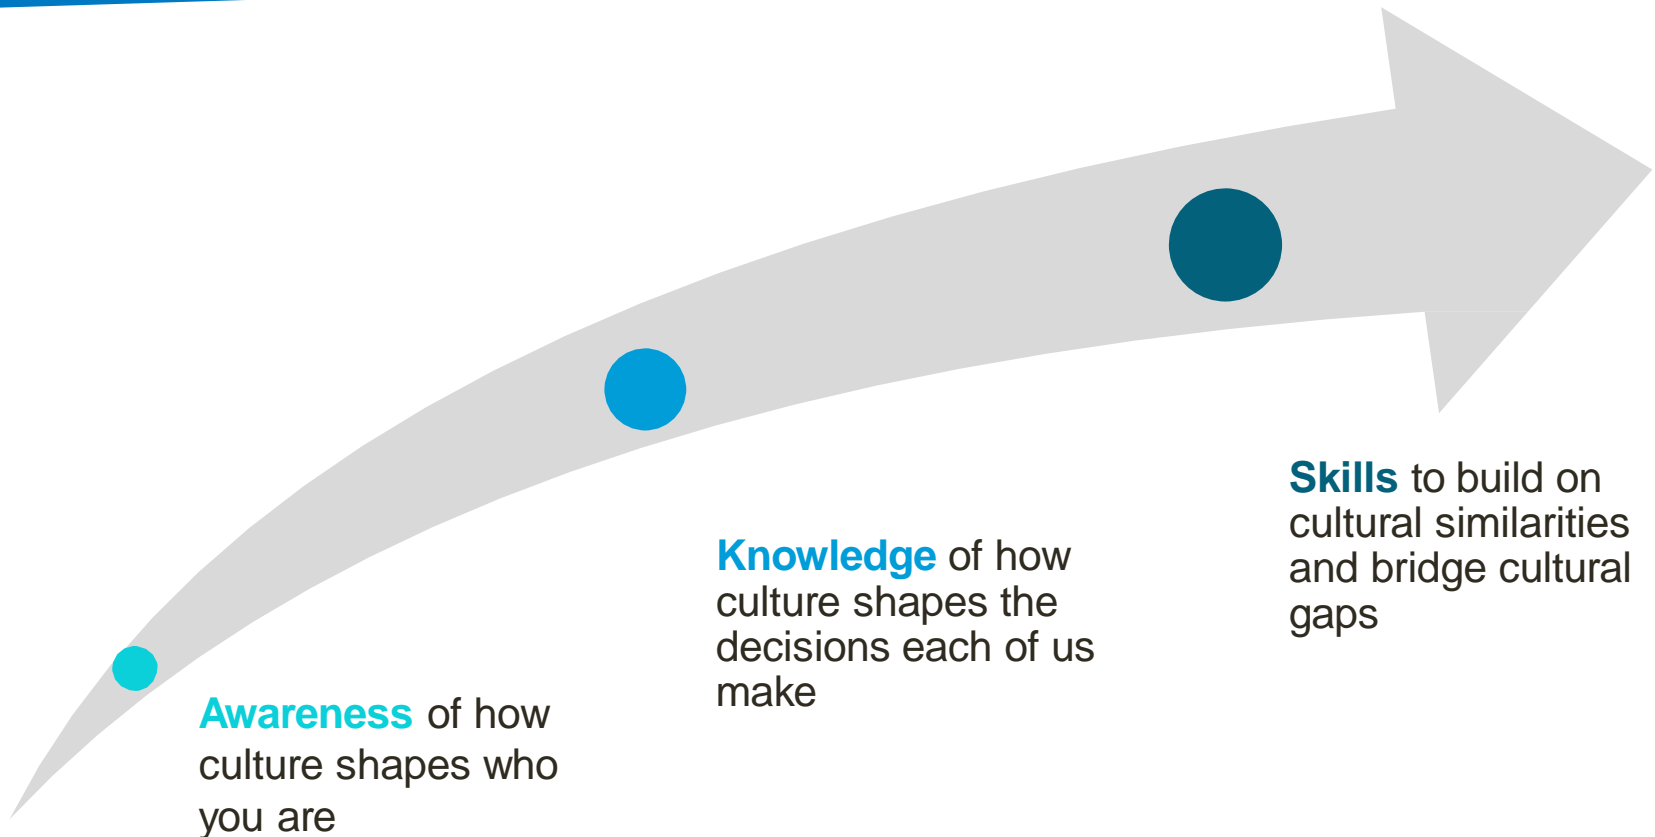 Awareness of how
culture shapes who
you are
Knowledge of how
culture shapes the
decisions each of us
make
Skills to build on
cultural similarities
and bridge cultural
gaps